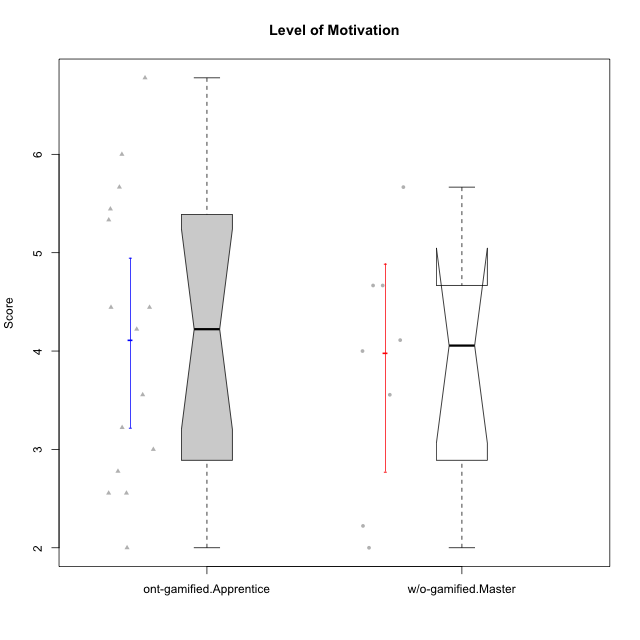 Level of Motivation
Score
6
5
4
3
2
ont-gamified.Apprentice
w/o-gamified.Master